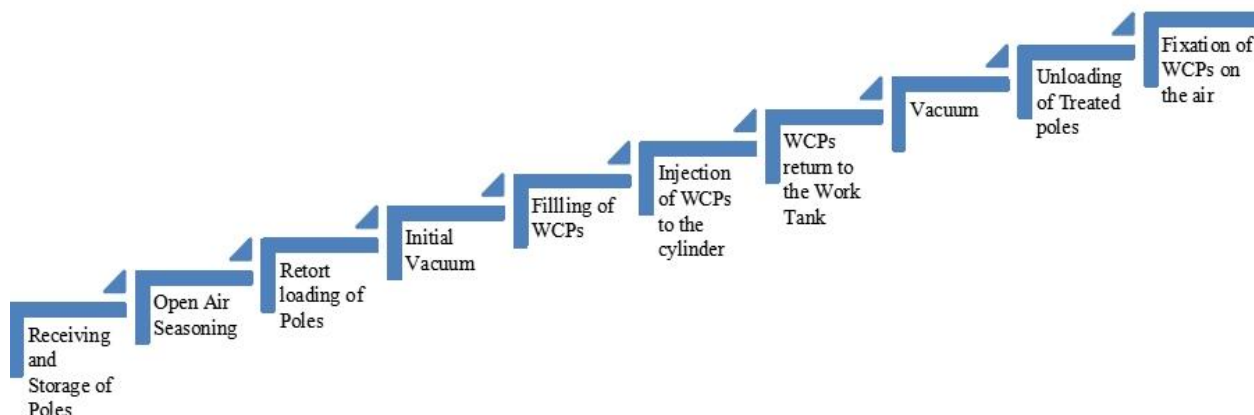 Receiving
and
Storage of
Poles
Open Air
Seasoning
Retort
loading of
Poles
Initial
Vacuum
Fillling of
WCPs
Injection
of WCPs
to the
cylinder
WCPs
return to
the Work
Tank
Vacuum
Unloading
of Treated
poles
Fixation of
WCPs on
the air